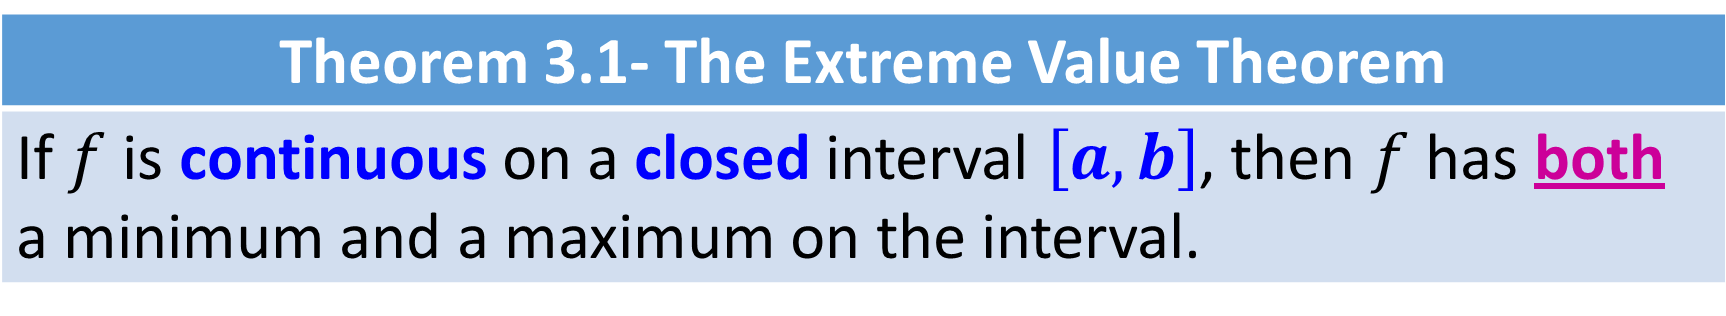 Theorem 3.1- The Extreme Value Theorem
If 𝑓 is continuous on a closed interval [𝒂, 𝒃], then 𝑓 has both
a minimum and a maximum on the interval.